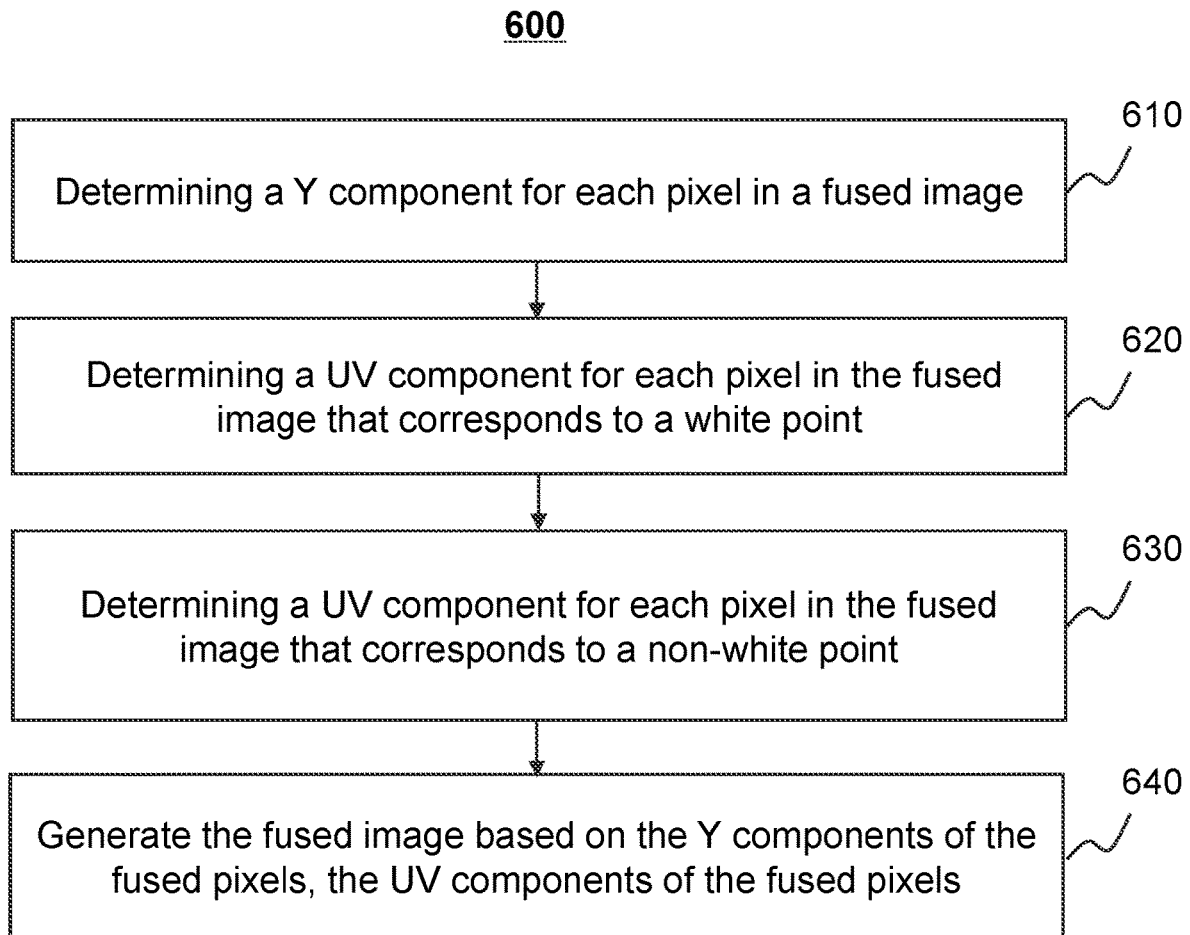 600
610
Determining a Y component for each pixel in a fused image
620
Determining a UV component for each pixel in the fused
image that corresponds to a white point
630
Determining a UV component for each pixel in the fused
image that corresponds to a non-white point
640
Generate the fused image based on the Y components of the
fused pixels, the UV components of the fused pixels